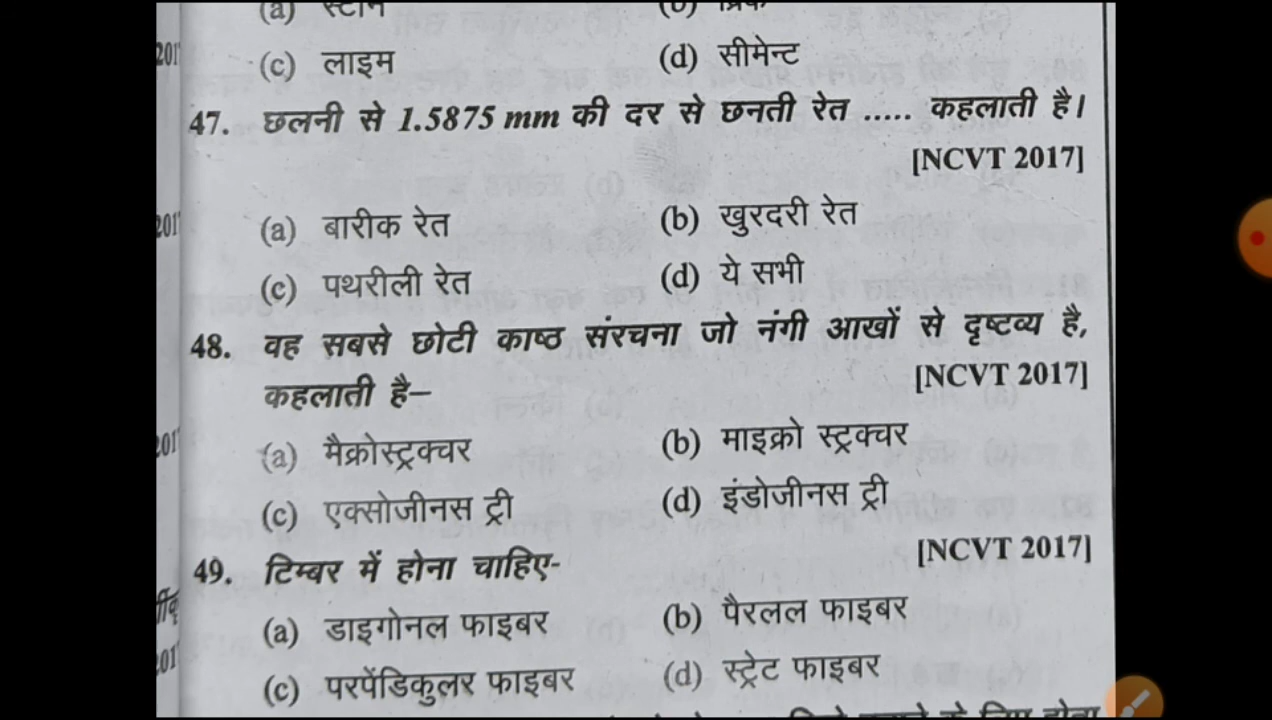 (a) स्टोन
(c) लाइम (d) सीमेन्ट
47. छलनी से 1.5875 mm की दर से छनती रेत ..... कहलाती है।
[NCVT 2017]
(a) बारीक रेत (b) खुरदरी रेत
(c) पथरीली रेत (d) ये सभी
48. वह सबसे छोटी काष्ठ संरचना जो नंगी आखों से दृष्टव्य है,
कहलाती है– [NCVT 2017]
(a) मैक्रोस्ट्रक्चर (b) माइक्रो स्ट्रक्चर
(c) एक्सोजीनस ट्री (d) इंडोजीनस ट्री
49. टिम्बर में होना चाहिए- [NCVT 2017]
(a) डाइगोनल फाइबर (b) पैरलल फाइबर
(c) परपेंडिकुलर फाइबर (d) स्ट्रेट फाइबर